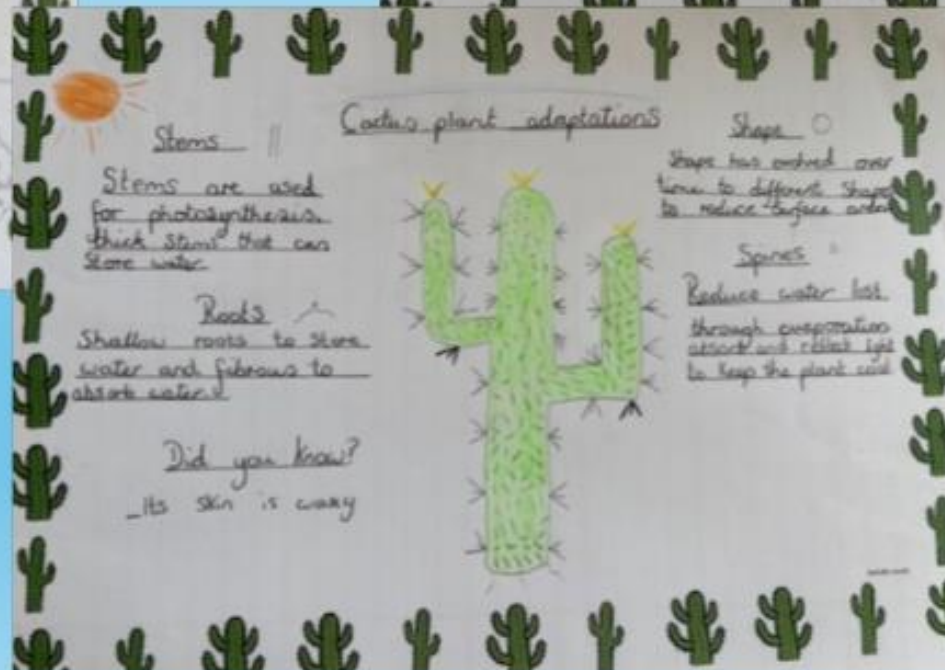 Cactus plant adaptations
Stems
Stems are used
for photosynthesis,
thick stems that can
store water
Roots
Shallow roots to store
water and fibrous to
absorb water.
Did you know?
Its skin is waxy
Shape
Shape has evolved over
time to different shape
to reduce surface area
Spines
Reduce water lost
through evaporation
absorb and reflect light
to keep the plant cool